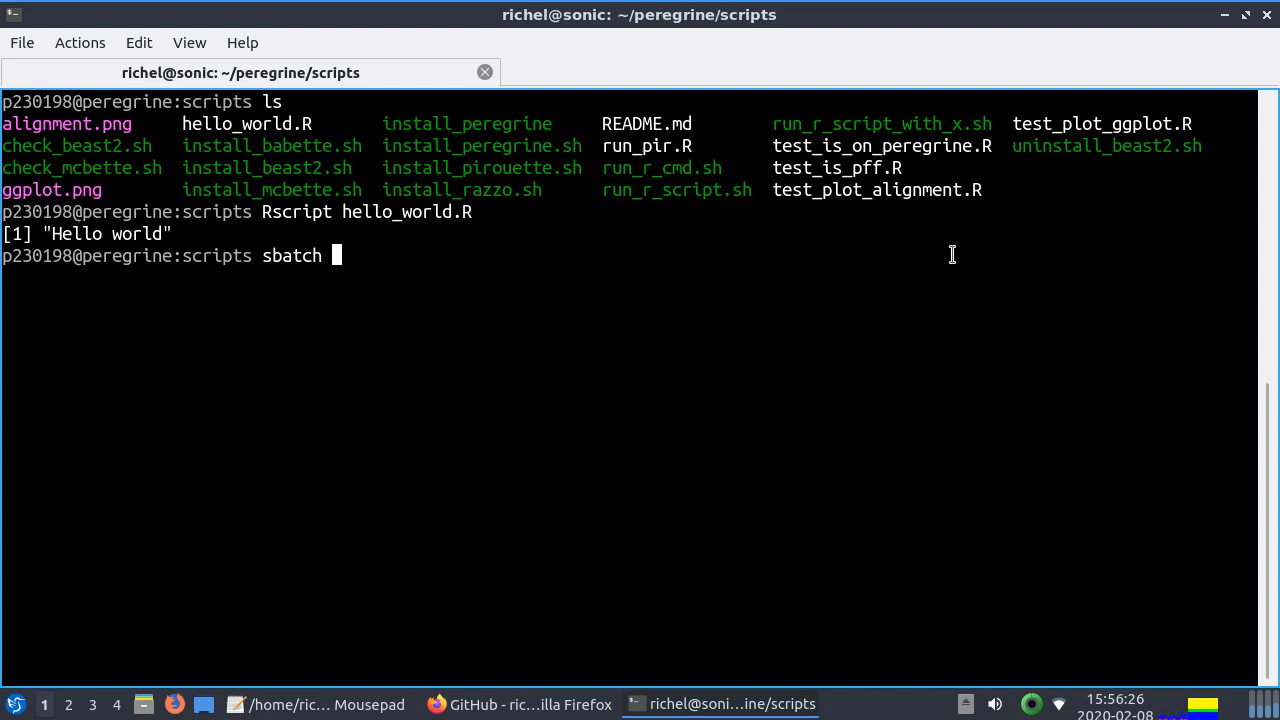 richel@sonic: ~/peregrine/scripts
File Actions Edit View Help
richel@sonic: ~/peregrine/scripts
p230198@peregrine:scripts ls
alignment.png hello_world.R install_peregrine README.md run_r_script_with_x.sh test_plot_ggplot.R
check_beast2.sh install_babette.sh install_peregrine.sh run_pir.R test_is_on_peregrine.R uninstall_beast2.sh
check_mcbette.sh install_beast2.sh install_pirouette.sh run_r_cmd.sh test_is_pff.R
ggplot.png install_mcbette.sh install_razzo.sh run_r_script.sh test_plot_alignment.R
p230198@peregrine:scripts Rscript hello_world.R
[1] "Hello world"
p230198@peregrine:scripts sbatch
1 2 3 4 /home/ric... Mousepad GitHub - ric...illa Firefox richel@soni...ine/scripts 15:56:26
2020-02-08